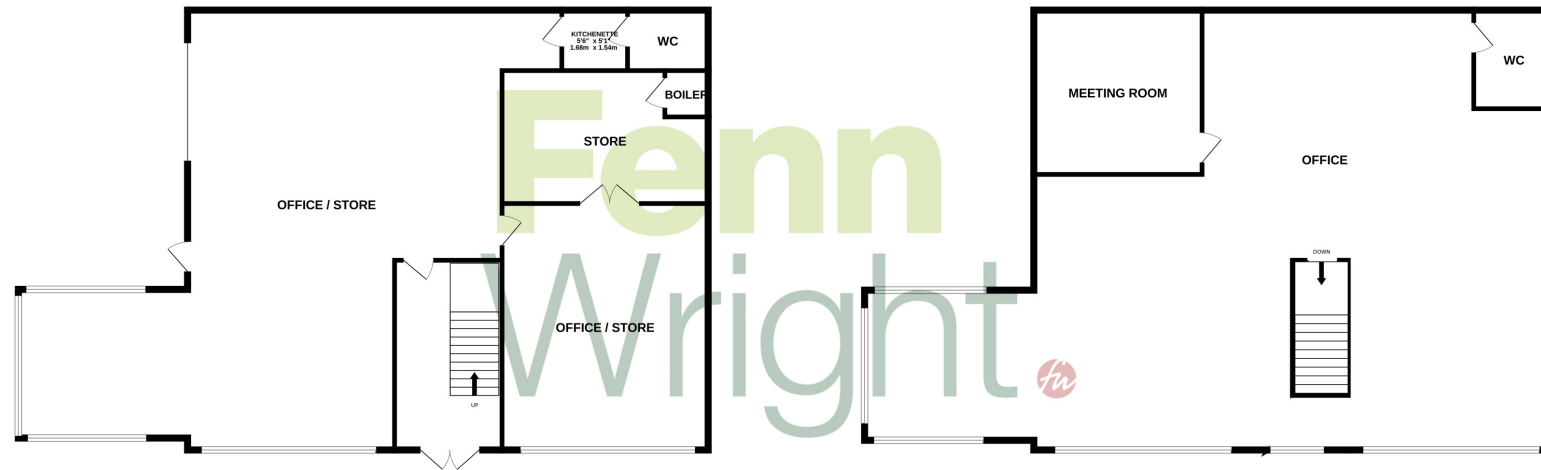 KITCHENETTE
5'6" x 5'1"
1.68m x 1.54m
WC
BOILER
STORE
OFFICE / STORE
OFFICE / STORE
UP
MEETING ROOM
WC
OFFICE
DOWN
Fenn
Wright.
fw